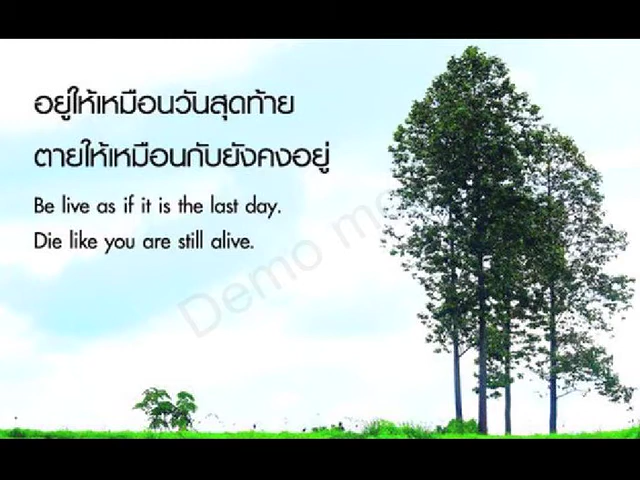 อยู่ให้เหมือนวันสุดท้าย
ตายให้เหมือนกับยังคงอยู่
Be live as if it is the last day.
Die like you are still alive.
Demo mo